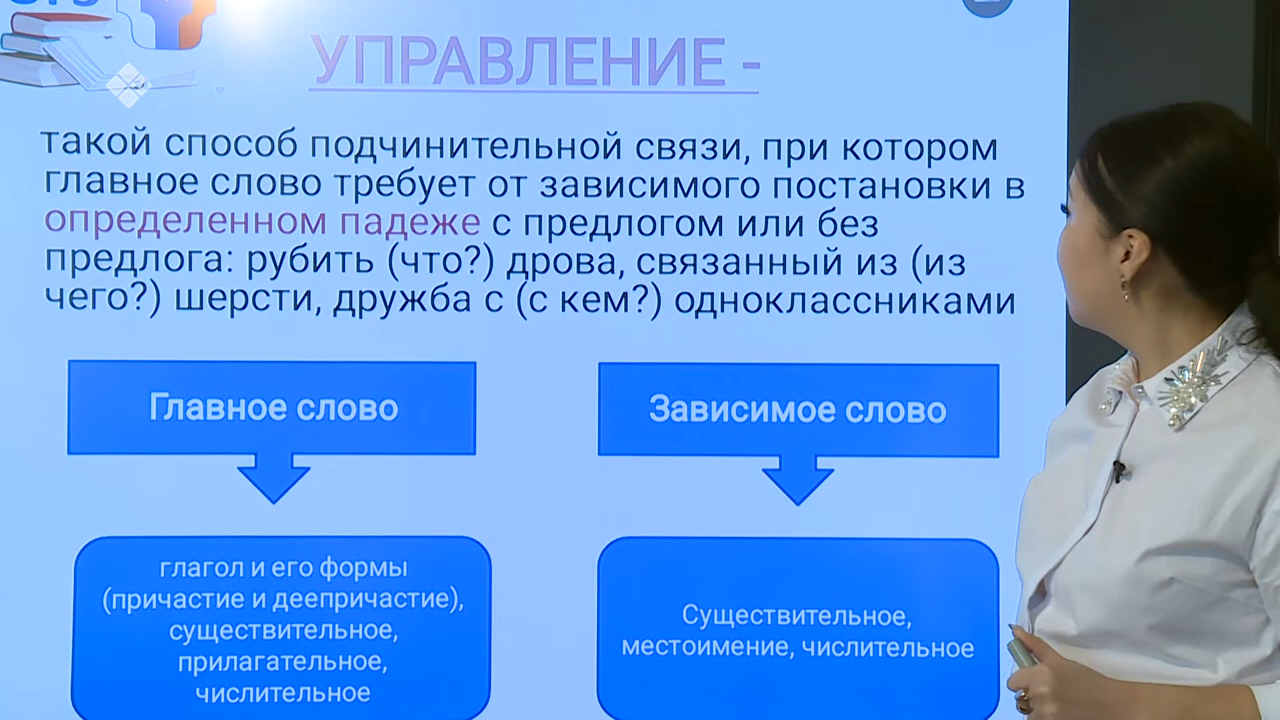 УПРАВЛЕНИЕ -
такой способ подчинительной связи, при котором
главное слово требует от зависимого постановки в
определенном падеже с предлогом или без
предлога: рубить (что?) дрова, связанный из (из
чего?) шерсти, дружба с (с кем?) одноклассниками
Главное слово
Зависимое слово
глагол и его формы
(причастие и деепричастие),
существительное,
прилагательное,
числительное
Существительное,
местоимение, числительное